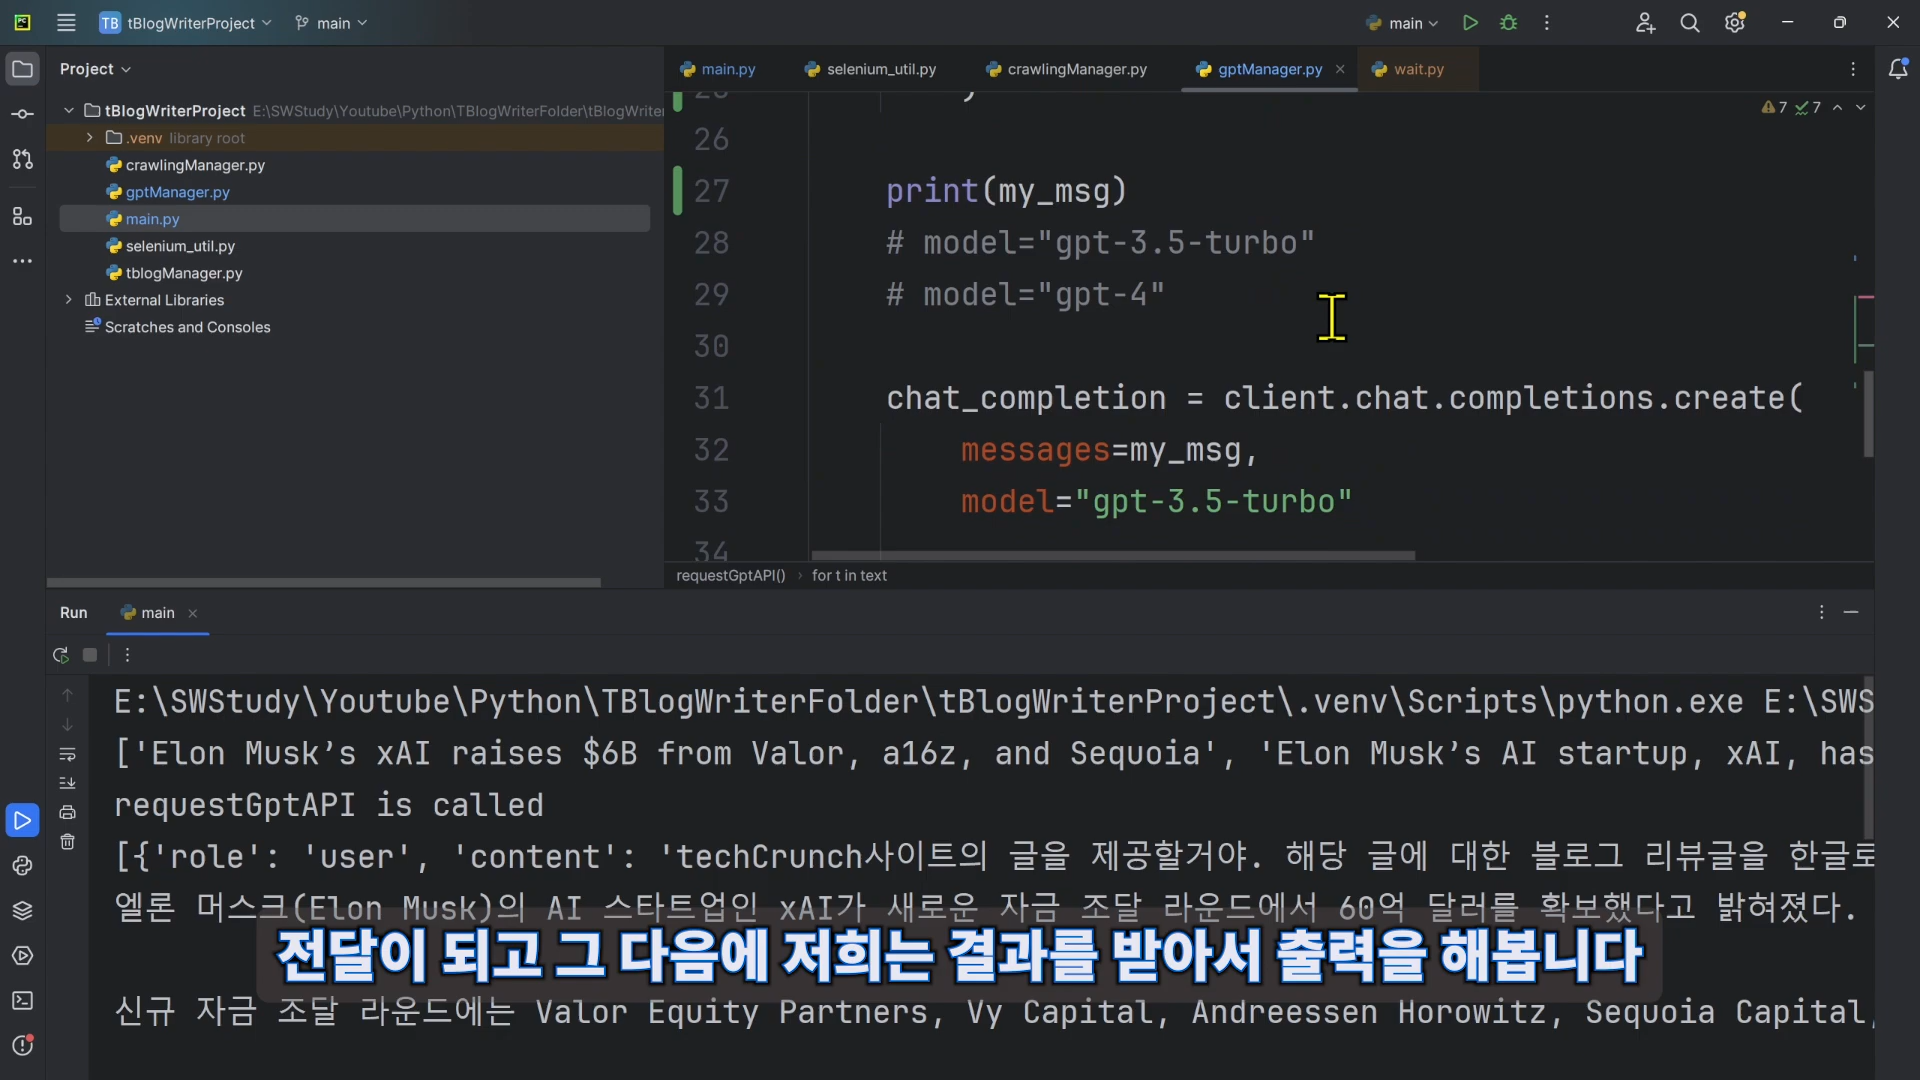 PC TB tBlogWriterProject main main
Project
tBlogWriterProject E:\SWStudy\Youtube\Python\TBlogWriterFolder\tBlogWriter
.venv library root
crawlingManager.py
gptManager.py
main.py
selenium_util.py
tblogManager.py
External Libraries
Scratches and Consoles
main.py selenium_util.py crawlingManager.py gptManager.py wait.py
7 7
26
27 print(my_msg)
28 # model="gpt-3.5-turbo"
29 # model="gpt-4"
30
31 chat_completion = client.chat.completions.create(
32 messages=my_msg,
33 model="gpt-3.5-turbo"
34
requestGptAPI() › for t in text
Run main
E:\SWStudy\Youtube\Python\TBlogWriterFolder\tBlogWriterProject\.venv\Scripts\python.exe E:\SWS
['Elon Musk’s xAI raises $6B from Valor, a16z, and Sequoia', 'Elon Musk’s AI startup, xAI, has
requestGptAPI is called
[{'role': 'user', 'content': 'techCrunch사이트의 글을 제공할거야. 해당 글에 대한 블로그 리뷰글을 한글로
엘론 머스크(Elon Musk)의 AI 스타트업인 xAI가 새로운 자금 조달 라운드에서 60억 달러를 확보했다고 밝혀졌다.
전달이 되고 그 다음에 저희는 결과를 받아서 출력을 해봅니다
신규 자금 조달 라운드에는 Valor Equity Partners, Vy Capital, Andreessen Horowitz, Sequoia Capital,